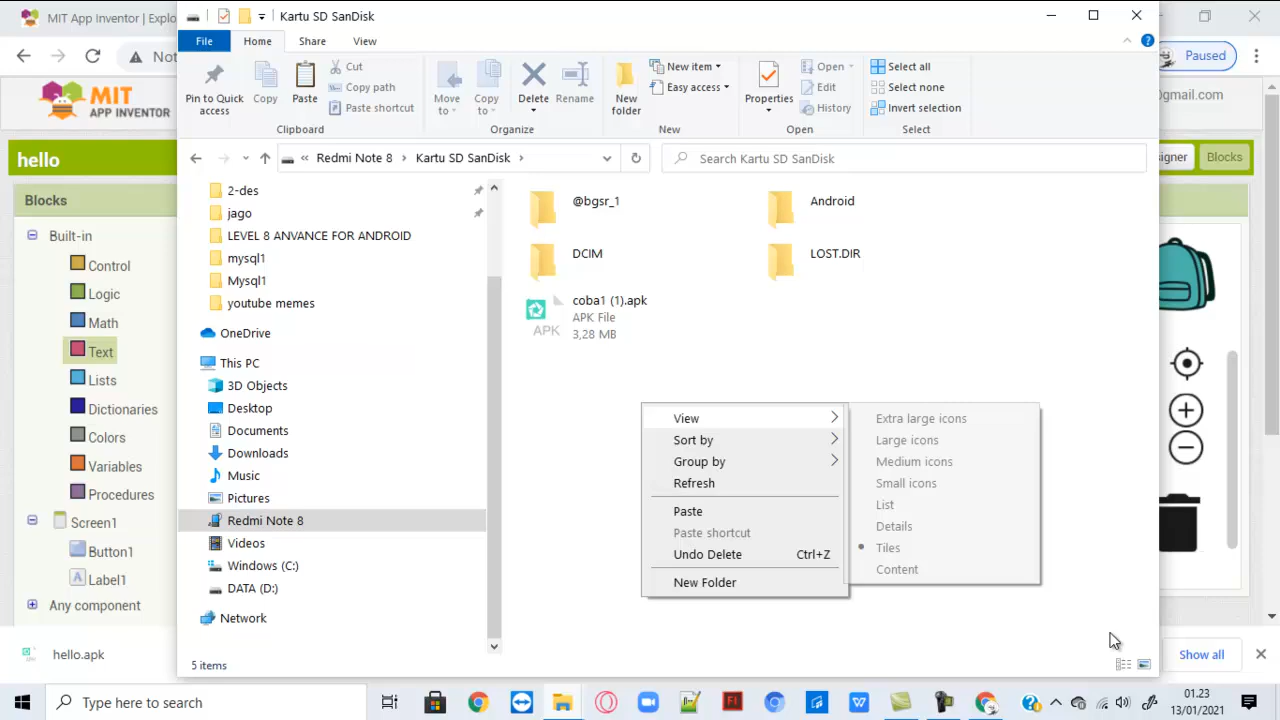 MIT App Inventor | Explo
Kartu SD SanDisk
File
Home
Share
View
Not
Paused
MIT
APP INVENTOR
@gmail.com
Pin to Quick
access
Copy
Paste
Cut
Copy path
Paste shortcut
Clipboard
Move
to
Copy
to
Delete
Rename
Organize
New
folder
New item
Easy access
New
Properties
Open
Edit
History
Open
Select all
Select none
Invert selection
Select
hello
Redmi Note 8
Kartu SD SanDisk
Search Kartu SD SanDisk
igner
Blocks
Blocks
Built-in
Control
Logic
Math
Text
Lists
Dictionaries
Colors
Variables
Procedures
Screen1
Button1
Label1
Any component
2-des
jago
LEVEL 8 ANVANCE FOR ANDROID
mysql1
Mysql1
youtube memes
OneDrive
This PC
3D Objects
Desktop
Documents
Downloads
Music
Pictures
Redmi Note 8
Videos
Windows (C:)
DATA (D:)
Network
5 items
@bgsr_1
Android
DCIM
LOST.DIR
APK
coba1 (1).apk
APK File
3,28 MB
View
Sort by
Group by
Refresh
Paste
Paste shortcut
Undo Delete Ctrl+Z
New Folder
Extra large icons
Large icons
Medium icons
Small icons
List
Details
Tiles
Content
hello.apk
Show all
Type here to search
01.23
13/01/2021